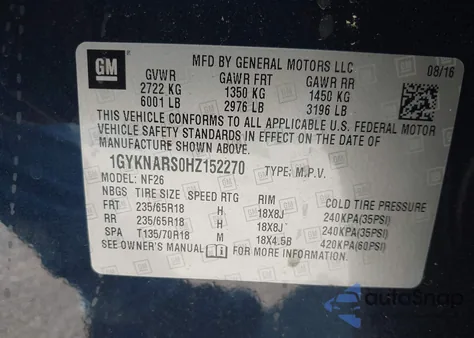 GM
MFD BY GENERAL MOTORS LLC
08/16
GVWR GAWR FRT GAWR RR
2722 KG 1350 KG 1450 KG
6001 LB 2976 LB 3196 LB
THIS VEHICLE CONFORMS TO ALL APPLICABLE U.S. FEDERAL MOTOR
VEHICLE SAFETY STANDARDS IN EFFECT ON THE DATE OF
MANUFACTURE SHOWN ABOVE.
1GYKNARS0HZ152270 TYPE: M.P.V.
MODEL: NF26
NBGS TIRE SIZE SPEED RTG RIM COLD TIRE PRESSURE
FRT 235/65R18 H 18X8J 240KPA(35PSI)
RR 235/65R18 H 18X8J 240KPA(35PSI)
SPA T135/70R18 M 18X4.5B 420KPA(60PSI)
SEE OWNER'S MANUAL FOR MORE INFORMATION.
autoSnap